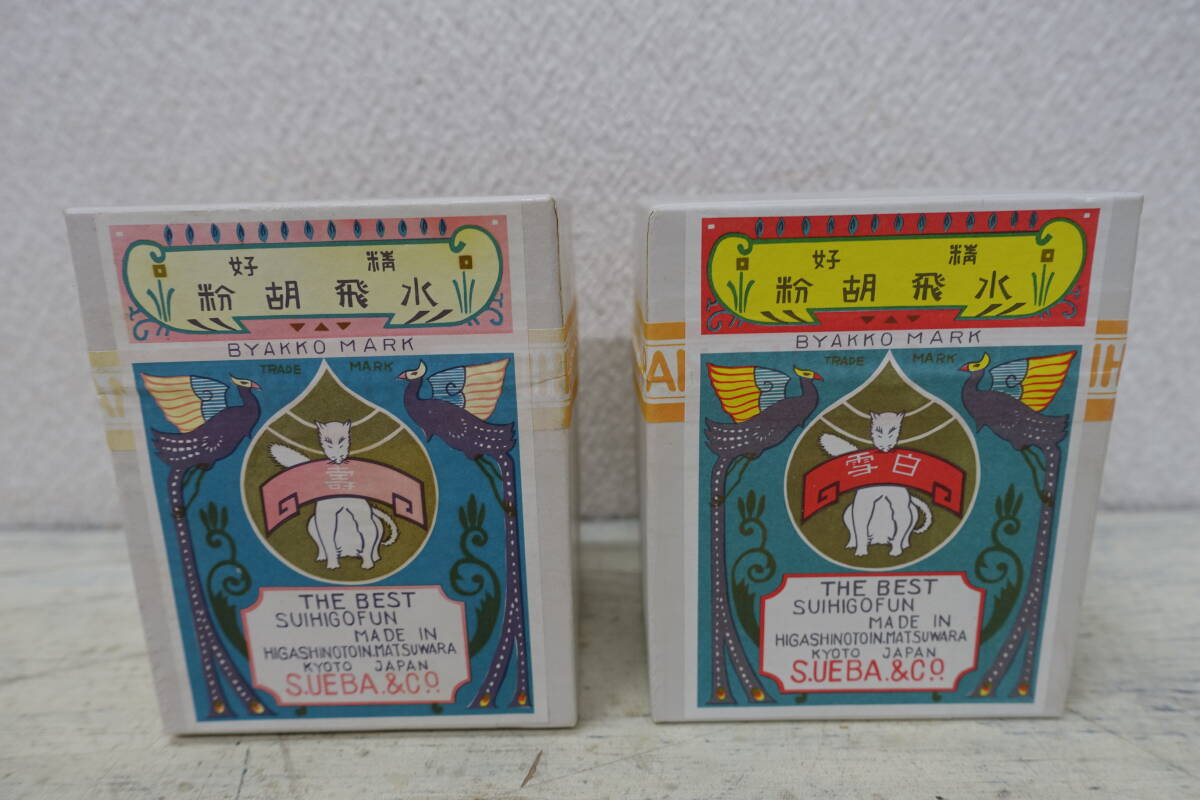 精好
水飛胡粉
BYAKKO MARK
TRADE MARK
壽
THE BEST
SUIHIGOFUN
MADE IN
HIGASHINOTOIN.MATSUWARA
KYOTO JAPAN
S.UEBA.&Co.
精好
水飛胡粉
BYAKKO MARK
TRADE MARK
白雪
THE BEST
SUIHIGOFUN
MADE IN
HIGASHINOTOIN.MATSUWARA
KYOTO JAPAN
S.UEBA.&Co.